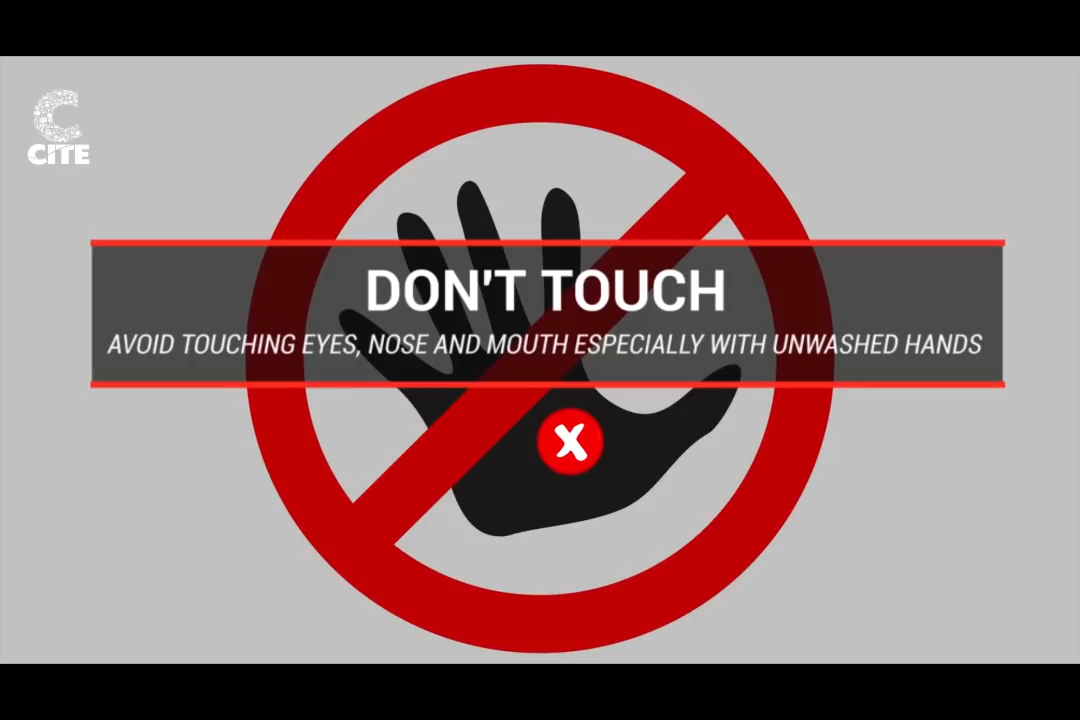 CITE
DON'T TOUCH
AVOID TOUCHING EYES, NOSE AND MOUTH ESPECIALLY WITH UNWASHED HANDS
X